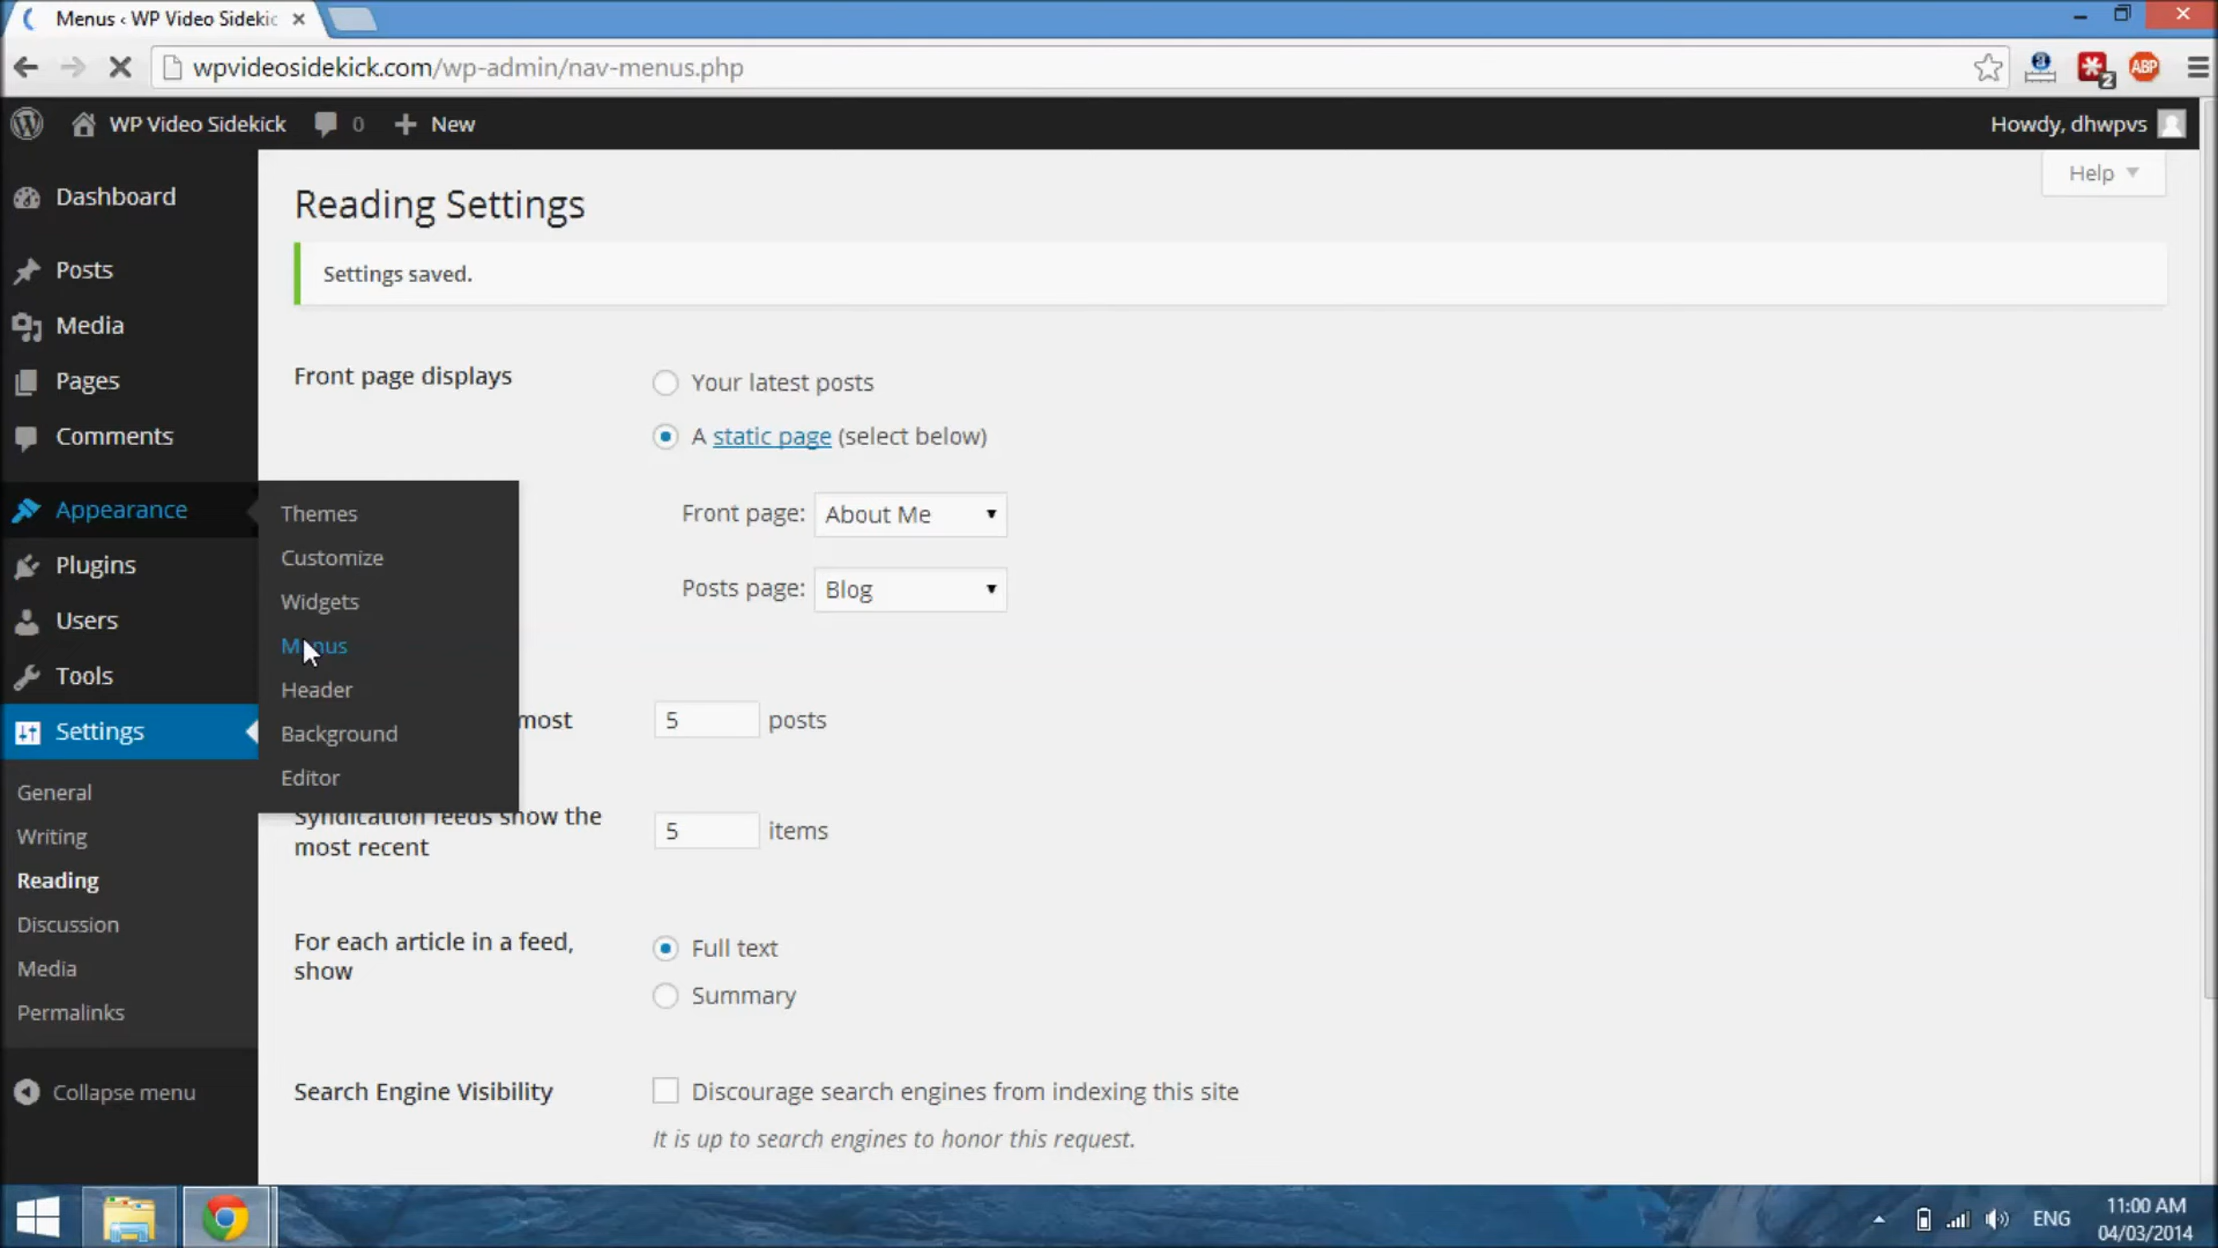 Menus ‹ WP Video Sidekic
wpvideosidekick.com/wp-admin/nav-menus.php
ABP
2
WP Video Sidekick 0 New
Howdy, dhwpvs
Help
Dashboard
Posts
Media
Pages
Comments
Appearance
Plugins
Users
Tools
Settings
General
Writing
Reading
Discussion
Media
Permalinks
Collapse menu
Themes
Customize
Widgets
Menus
Header
Background
Editor
Reading Settings
Settings saved.
Front page displays
Your latest posts
A static page (select below)
Front page: About Me
Posts page: Blog
most 5 posts
Syndication feeds show the
most recent
5 items
For each article in a feed,
show
Full text
Summary
Search Engine Visibility
Discourage search engines from indexing this site
It is up to search engines to honor this request.
ENG
11:00 AM
04/03/2014